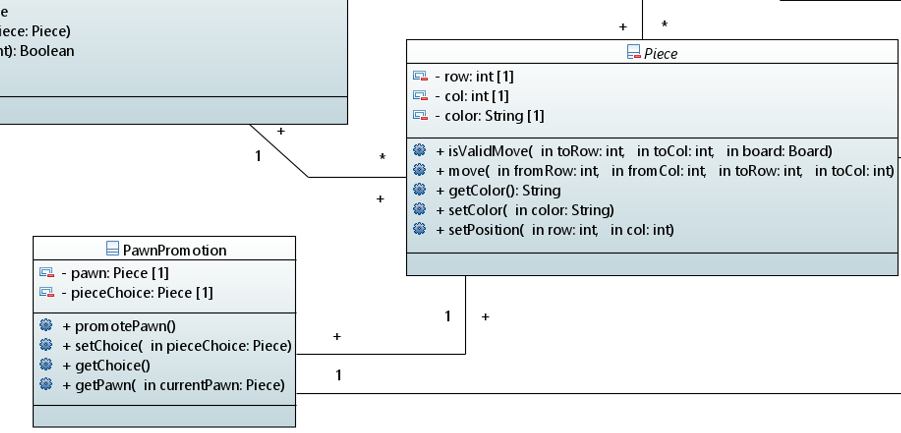 iece: Piece)
nt): Boolean
+ *
Piece
- row: int [1]
- col: int [1]
- color: String [1]
+ isValidMove( in toRow: int, in toCol: int, in board: Board)
+ move( in fromRow: int, in fromCol: int, in toRow: int, in toCol: int)
+ getColor(): String
+ setColor( in color: String)
+ setPosition( in row: int, in col: int)
+
1
*
+
PawnPromotion
- pawn: Piece [1]
- pieceChoice: Piece [1]
+ promotePawn()
+ setChoice( in pieceChoice: Piece)
+ getChoice()
+ getPawn( in currentPawn: Piece)
1 +
+
1